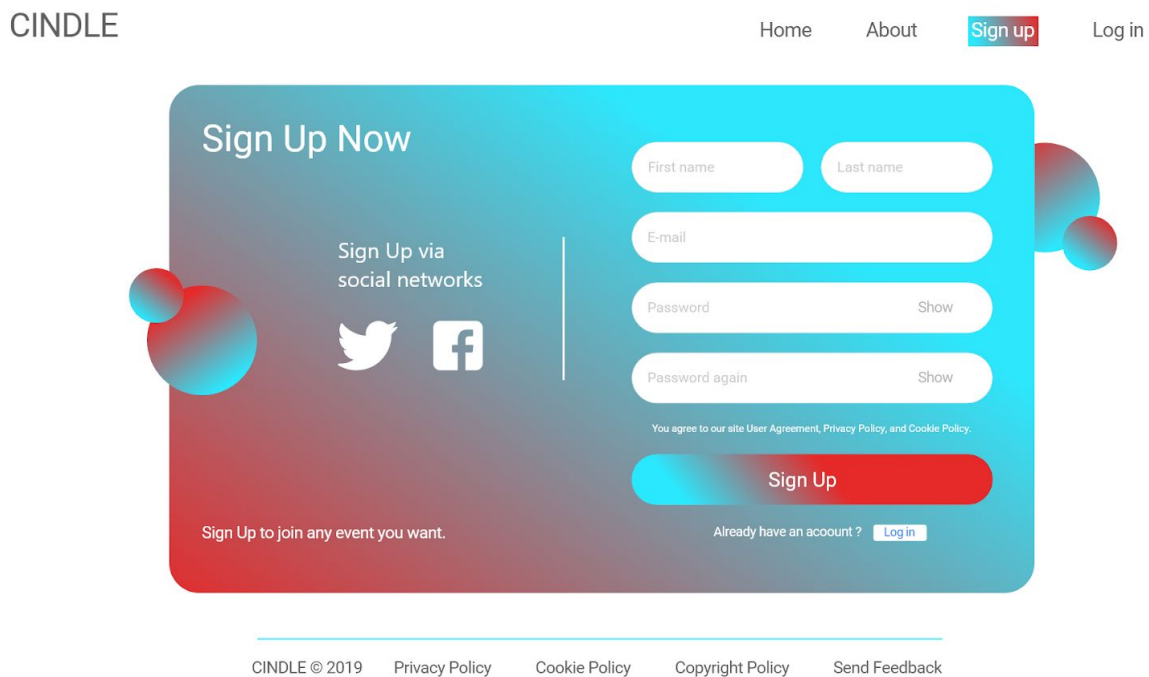 CINDLE
Home About Sign up Log in
Sign Up Now
Sign Up via
social networks
Sign Up to join any event you want.
First name Last name
E-mail
Password Show
Password again Show
You agree to our site User Agreement, Privacy Policy, and Cookie Policy.
Sign Up
Already have an acoount ? Log in
CINDLE © 2019 Privacy Policy Cookie Policy Copyright Policy Send Feedback